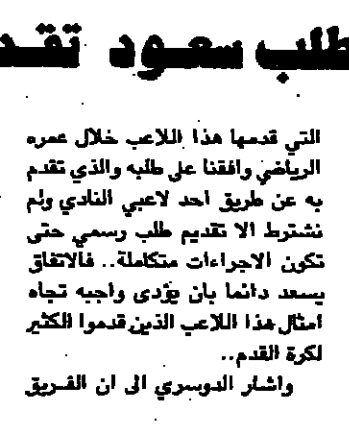 طلب سعود تقد
التي قدمها هذا اللاعب خلال عمره
الرياضي وافقنا على طلبه والذي تقدم
به عن طريق احد لاعبي النادي ولم
نشترط الا تقديم طلب رسمي حتى
تكون الاجراءات متكاملة.. فالاتفاق
يسعد دائما بان يؤدى واجبه تجاه
امثال هذا اللاعب الذين قدموا الكثير
لكرة القدم..
واشار الدوسري الى ان الفريق